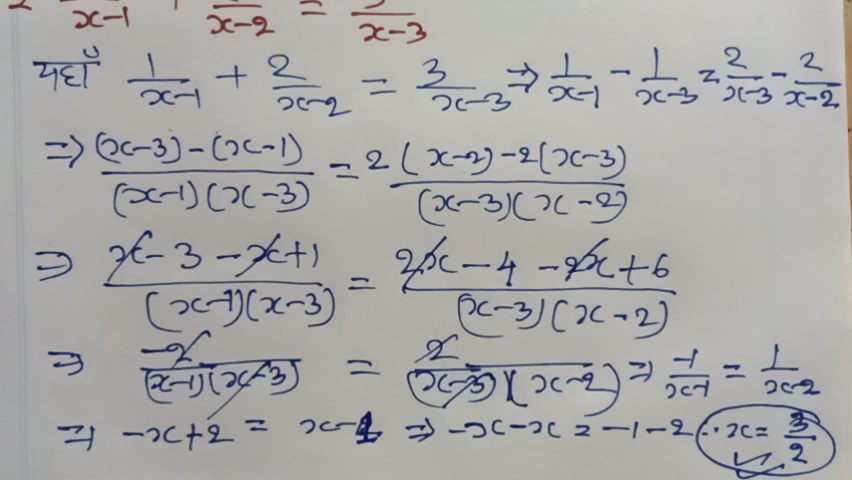 2 /x-1 + /x-2 = 3/x-3
यहाँ 1/x-1 + 2/x-2 = 3/x-3 ⇒ 1/x-1 - 1/x-3 = 2/x-3 - 2/x-2
⇒ (x-3)-(x-1)/(x-1)(x-3) = 2(x-2)-2(x-3)/(x-3)(x-2)
⇒ x-3-x+1/(x-1)(x-3) = 2x-4-2x+6/(x-3)(x-2)
⇒ -2/(x-1)(x-3) = 2/(x-3)(x-2) ⇒ -1/x-1 = 1/x-2
⇒ -x+2 = x-1 ⇒ -x-x = -1-2 ∴ x = 3/2